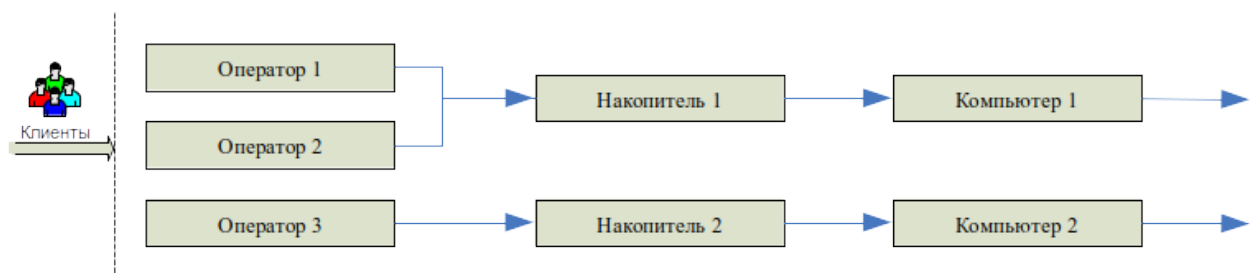 Клиенты
Оператор 1
Оператор 2
Оператор 3
Накопитель 1
Накопитель 2
Компьютер 1
Компьютер 2